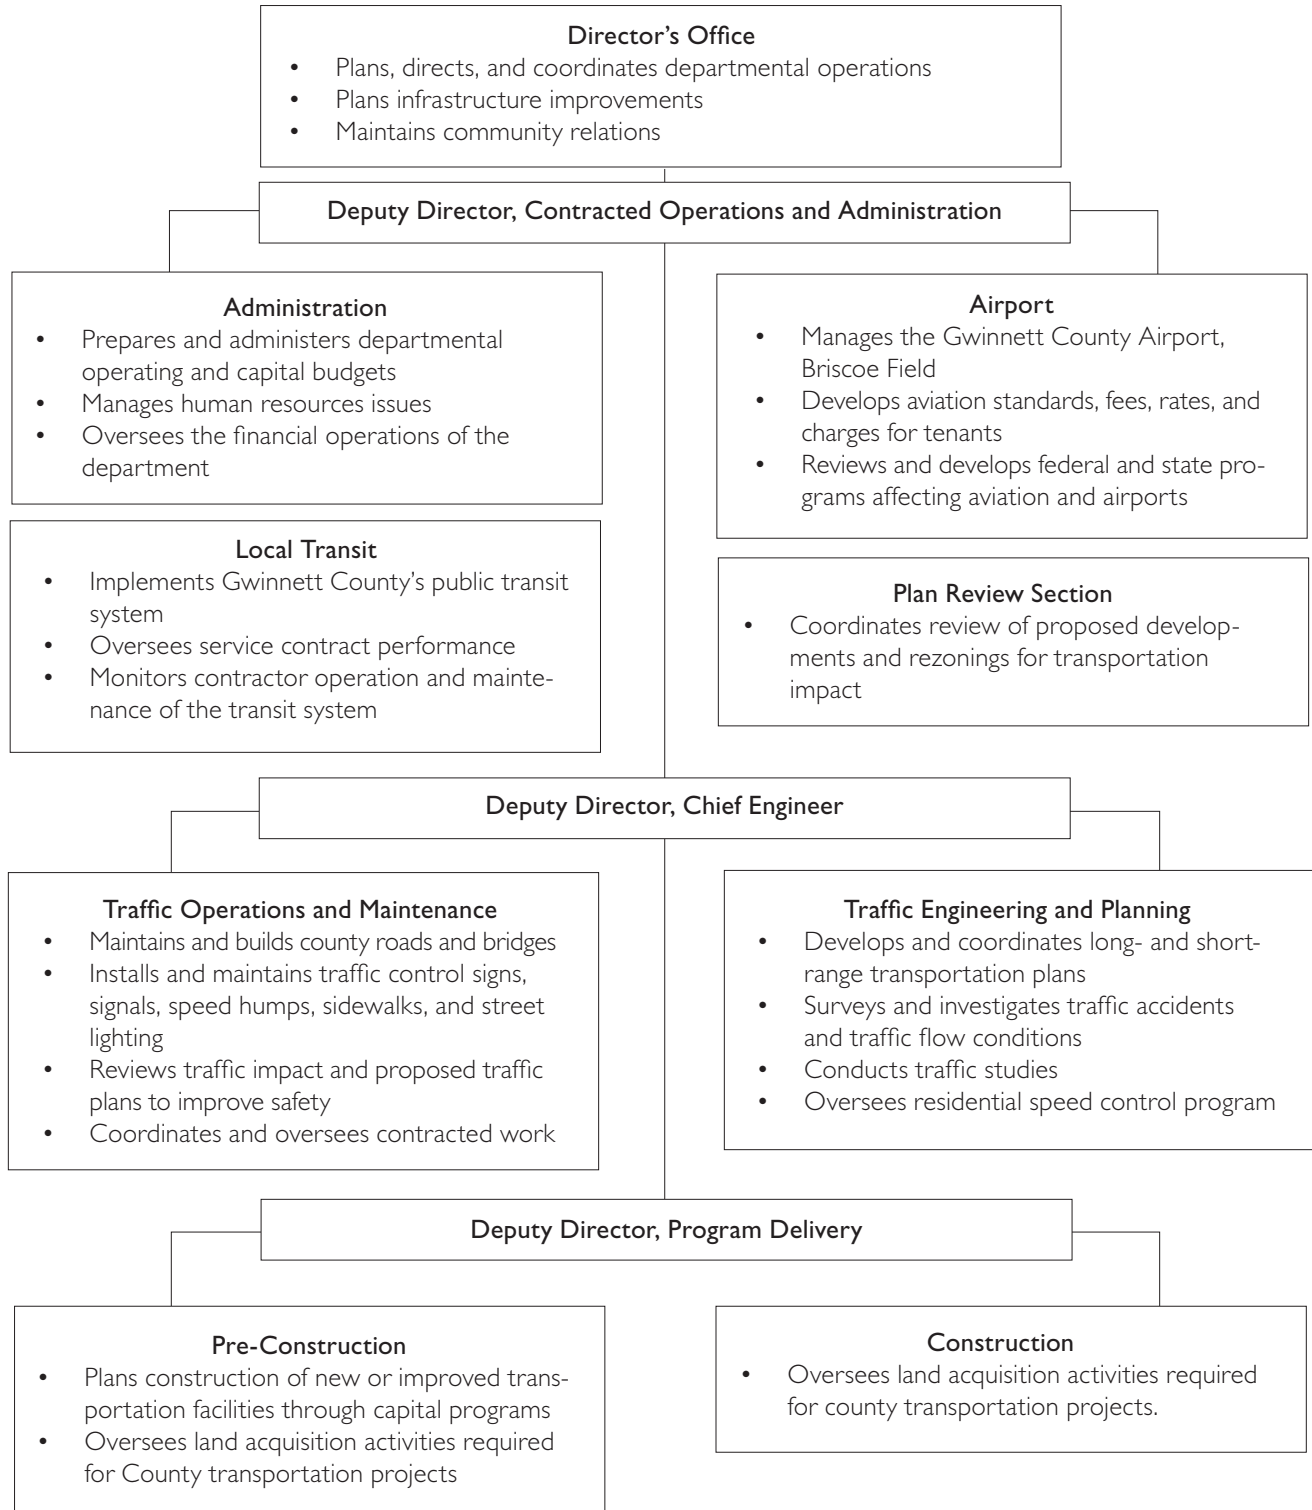 Director’s Office
• Plans, directs, and coordinates departmental operations
• Plans infrastructure improvements
• Maintains community relations
Deputy Director, Contracted Operations and Administration
Administration
• Prepares and administers departmental
operating and capital budgets
• Manages human resources issues
• Oversees the financial operations of the
department
Airport
• Manages the Gwinnett County Airport,
Briscoe Field
• Develops aviation standards, fees, rates, and
charges for tenants
• Reviews and develops federal and state pro-
grams affecting aviation and airports
Local Transit
• Implements Gwinnett County’s public transit
system
• Oversees service contract performance
• Monitors contractor operation and mainte-
nance of the transit system
Plan Review Section
• Coordinates review of proposed develop-
ments and rezonings for transportation
impact
Deputy Director, Chief Engineer
Traffic Operations and Maintenance
• Maintains and builds county roads and bridges
• Installs and maintains traffic control signs,
signals, speed humps, sidewalks, and street
lighting
• Reviews traffic impact and proposed traffic
plans to improve safety
• Coordinates and oversees contracted work
Traffic Engineering and Planning
• Develops and coordinates long- and short-
range transportation plans
• Surveys and investigates traffic accidents
and traffic flow conditions
• Conducts traffic studies
• Oversees residential speed control program
Deputy Director, Program Delivery
Pre-Construction
• Plans construction of new or improved trans-
portation facilities through capital programs
• Oversees land acquisition activities required
for County transportation projects
Construction
• Oversees land acquisition activities required
for county transportation projects.